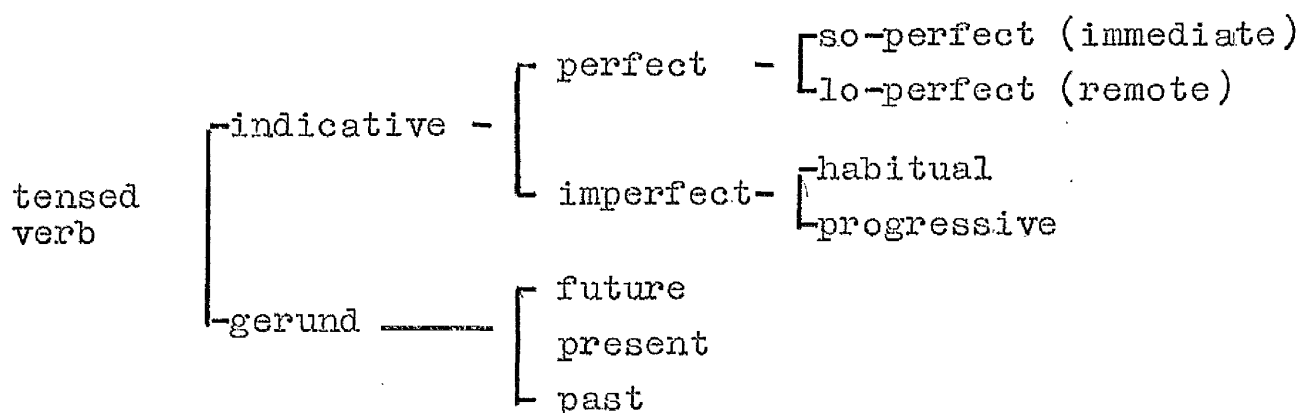 so-perfect (immediate)
perfect -
lo-perfect (remote)
indicative -
habitual
imperfect-
progressive
tensed
verb
future
gerund
present
past